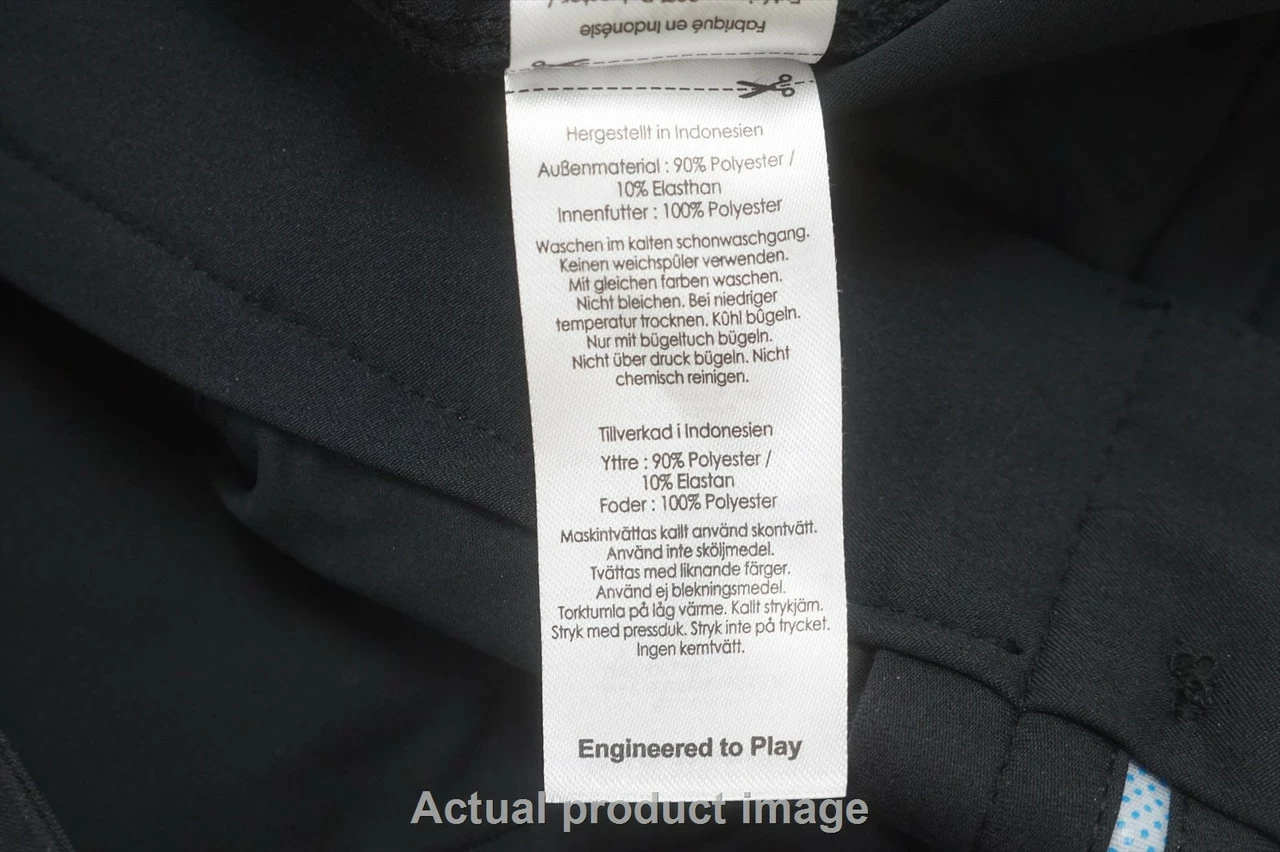 Fabriqué en Indonésie
Hergestellt in Indonesien
Außenmaterial : 90% Polyester /
10% Elasthan
Innenfutter : 100% Polyester
Waschen im kalten schonwaschgang.
Keinen weichspüler verwenden.
Mit gleichen farben waschen.
Nicht bleichen. Bei niedriger
temperatur trocknen. Kühl bügeln.
Nur mit bügeltuch bügeln.
Nicht über druck bügeln. Nicht
chemisch reinigen.
Tillverkad i Indonesien
Yttre : 90% Polyester /
10% Elastan
Foder : 100% Polyester
Maskintvättas kallt använd skontvätt.
Använd inte sköljmedel.
Tvättas med liknande färger.
Använd ej blekningsmedel.
Torktumla på låg värme. Kallt strykjärn.
Stryk med pressduk. Stryk inte på trycket.
Ingen kemtvätt.
Engineered to Play
Actual product image